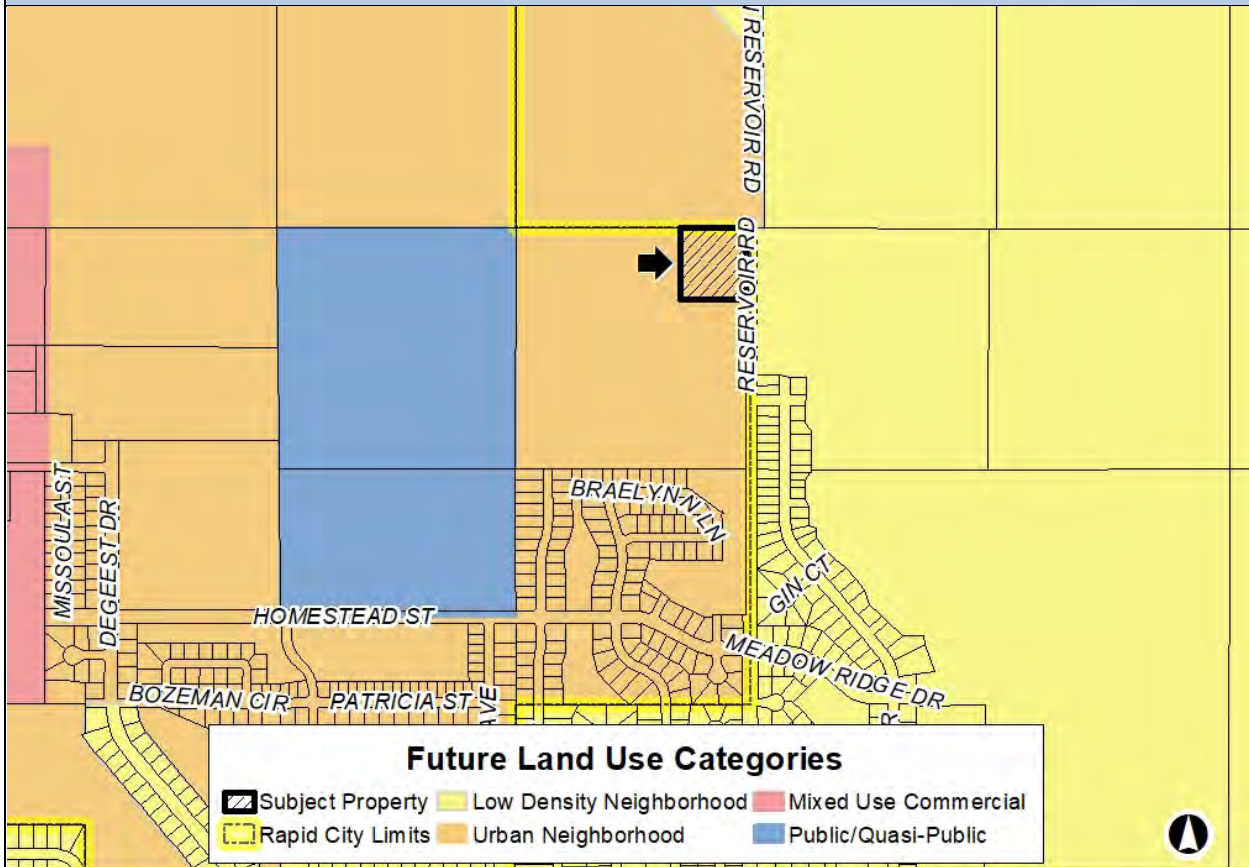 N RESERVOIR RD
RESERVOIR RD
BRAELYNN LN
MISSOULA ST
DEGEEST DR
GIN CT
HOMESTEAD ST
MEADOW RIDGE DR
BOZEMAN CIR
PATRICIA ST
AVE
R
Future Land Use Categories
Subject Property Low Density Neighborhood Mixed Use Commercial
Rapid City Limits Urban Neighborhood Public/Quasi-Public